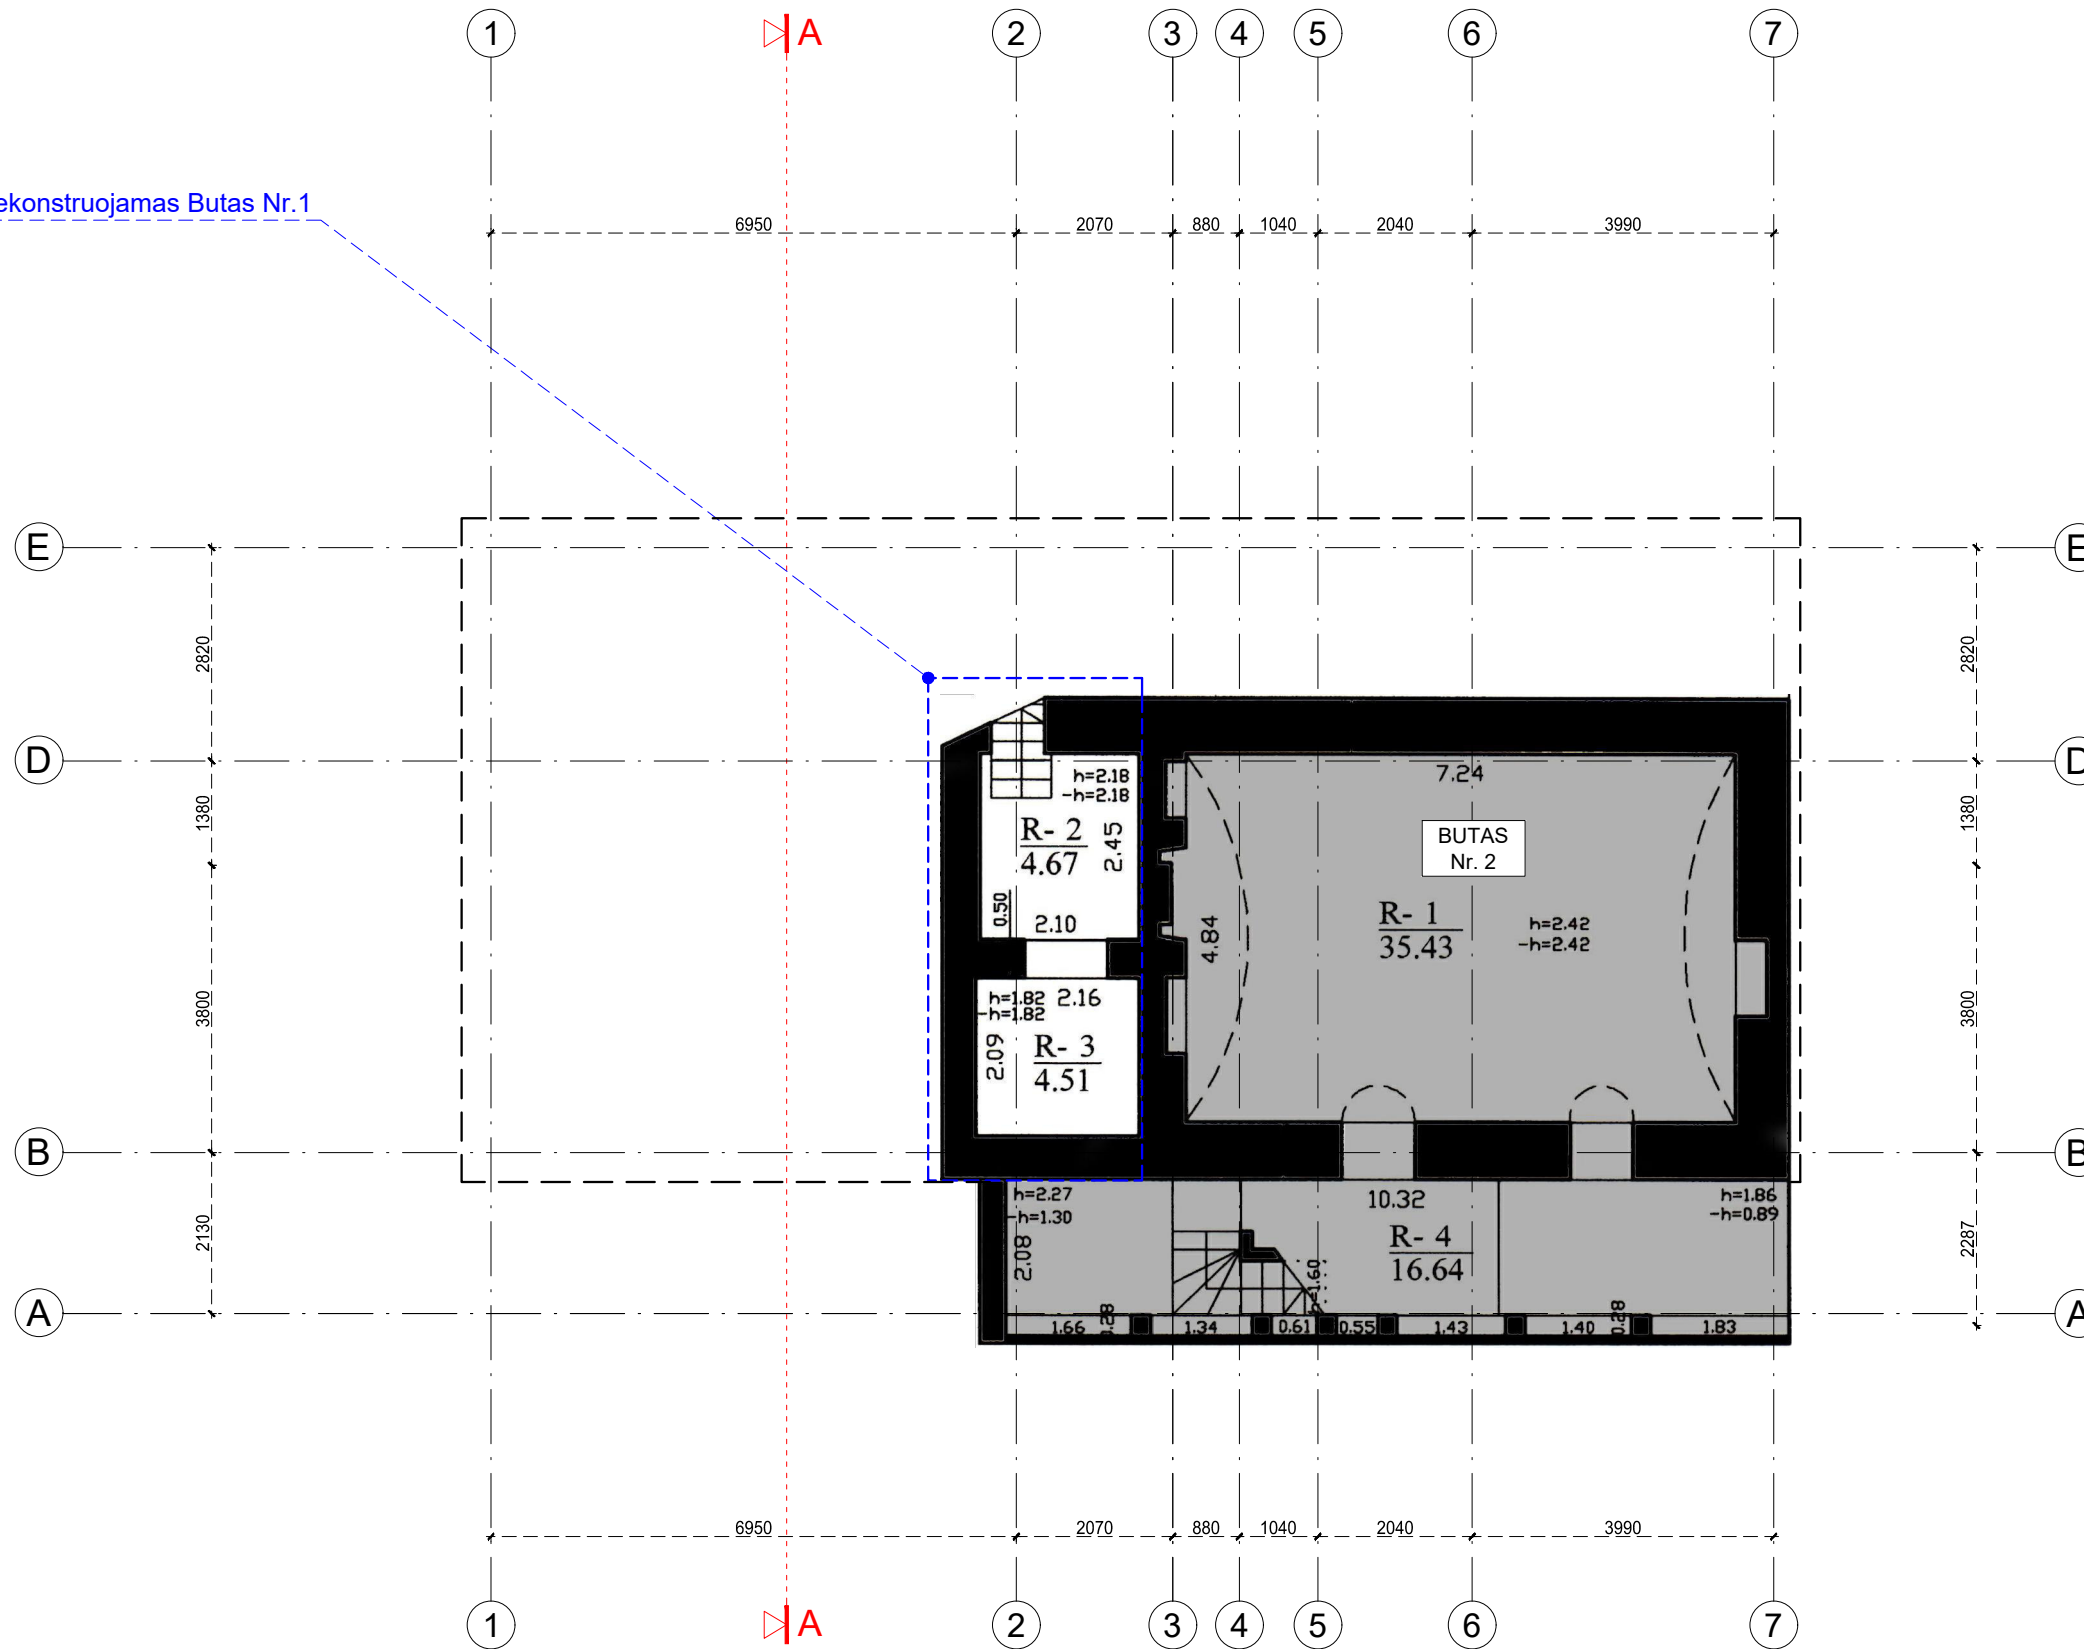 1 A 2 3 4 5 6 7
ekonstruojamas Butas Nr.1
6950 2070 880 1040 2040 3990
E E
2820 2820
D D
1380 1380
3800 3800
B B
2130 2287
A A
h=2.18
-h=2.18
R- 2
4.67
2.45
0.50
2.10
h=1.82 2.16
-h=1.82
2.09
R- 3
4.51
7.24
BUTAS
Nr. 2
R- 1
35.43
4.84
h=2.42
-h=2.42
h=2.27
-h=1.30
2.08
10.32
R- 4
16.64
h=1.86
-h=0.89
h=1.60
1.66 0.28 1.34 0.61 0.55 1.43 1.40 0.28 1.83
6950 2070 880 1040 2040 3990
1 A 2 3 4 5 6 7